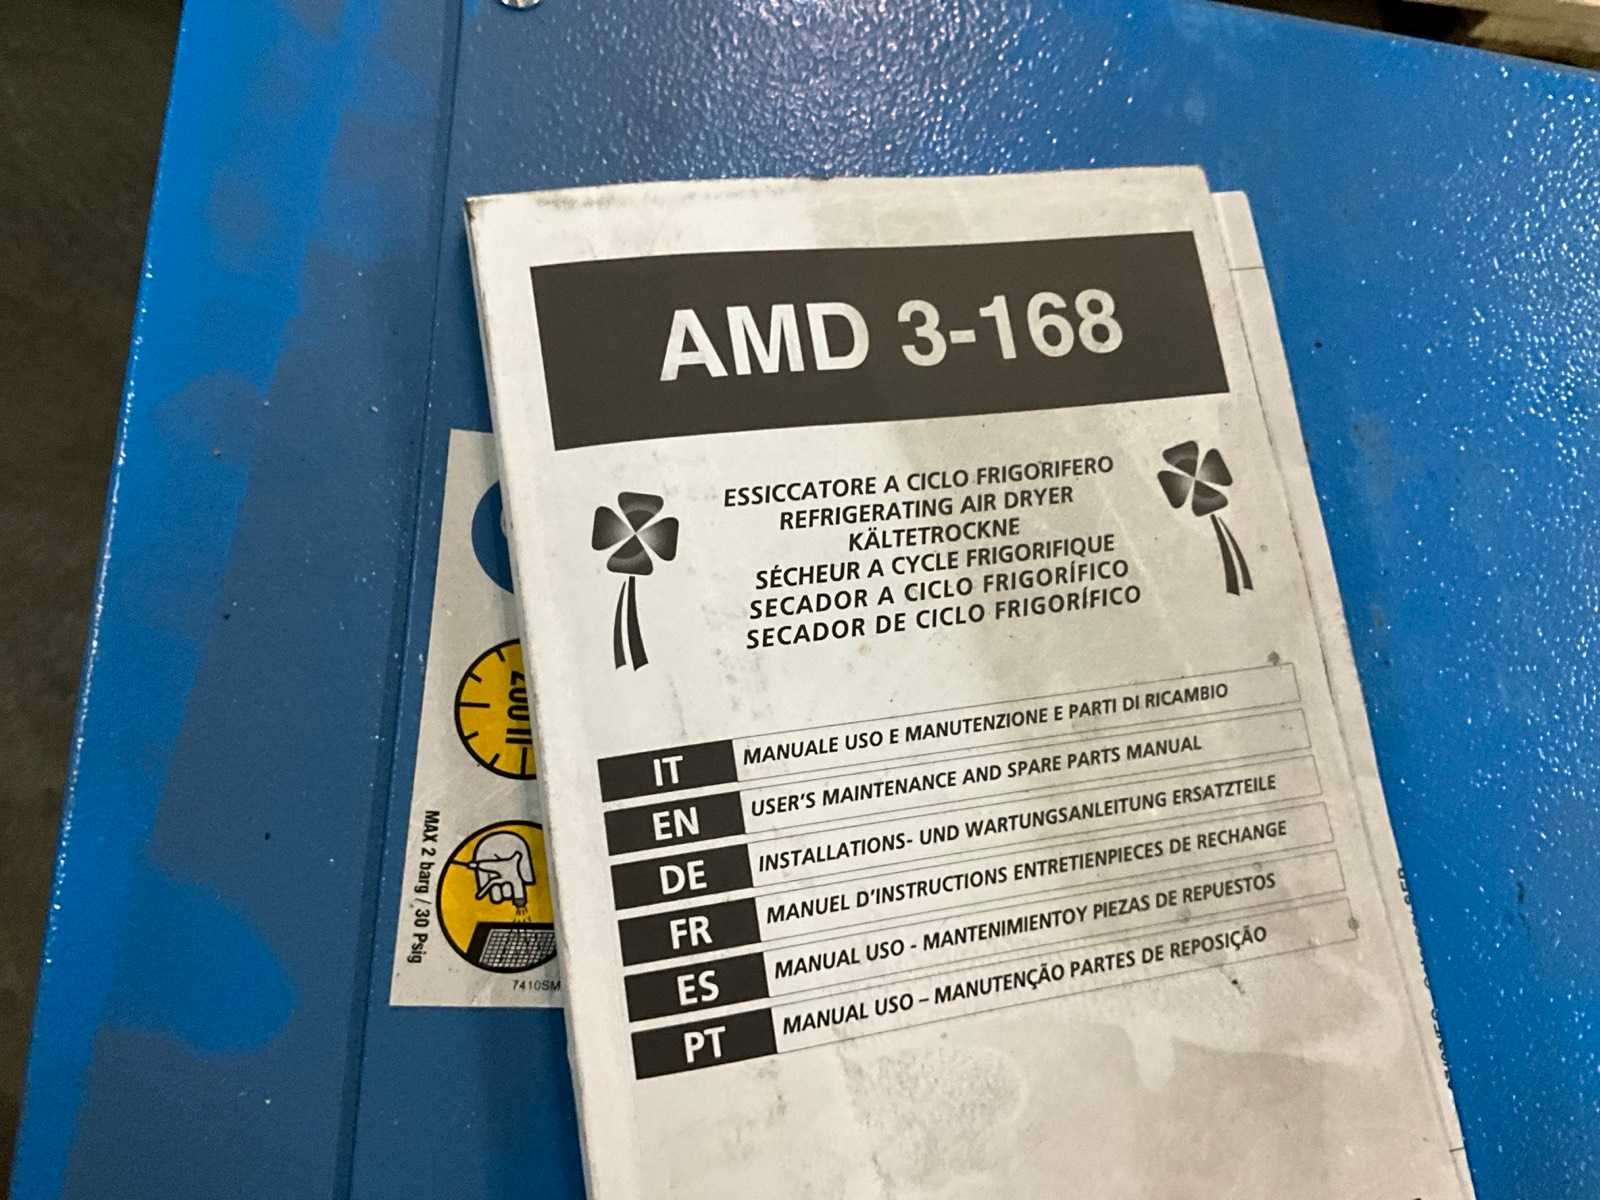 AMD 3-168
ESSICCATORE A CICLO FRIGORIFERO
REFRIGERATING AIR DRYER
KÄLTETROCKNE
SÉCHEUR A CYCLE FRIGORIFIQUE
SECADOR A CICLO FRIGORÍFICO
SECADOR DE CICLO FRIGORÍFICO
IT MANUALE USO E MANUTENZIONE E PARTI DI RICAMBIO
EN USER'S MAINTENANCE AND SPARE PARTS MANUAL
DE INSTALLATIONS- UND WARTUNGSANLEITUNG ERSATZTEILE
FR MANUEL D'INSTRUCTIONS ENTRETIENPIECES DE RECHANGE
ES MANUAL USO - MANTENIMIENTOY PIEZAS DE REPUESTOS
PT MANUAL USO – MANUTENÇÃO PARTES DE REPOSIÇÃO
200 H
MAX 2 barg / 30 Psig
7410SM